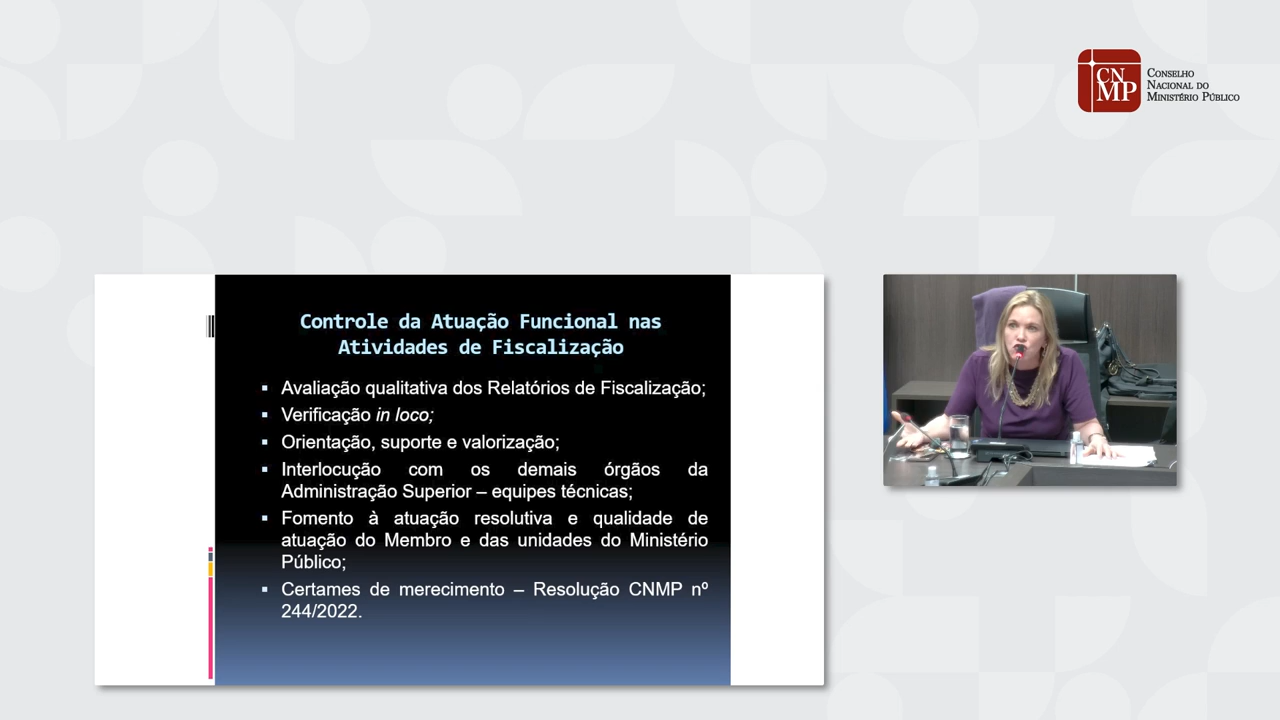 CN
MP
Conselho
Nacional do
Ministério Público
Controle da Atuação Funcional nas
Atividades de Fiscalização
▪ Avaliação qualitativa dos Relatórios de Fiscalização;
▪ Verificação in loco;
▪ Orientação, suporte e valorização;
▪ Interlocução com os demais órgãos da
Administração Superior – equipes técnicas;
▪ Fomento à atuação resolutiva e qualidade de
atuação do Membro e das unidades do Ministério
Público;
▪ Certames de merecimento – Resolução CNMP nº
244/2022.